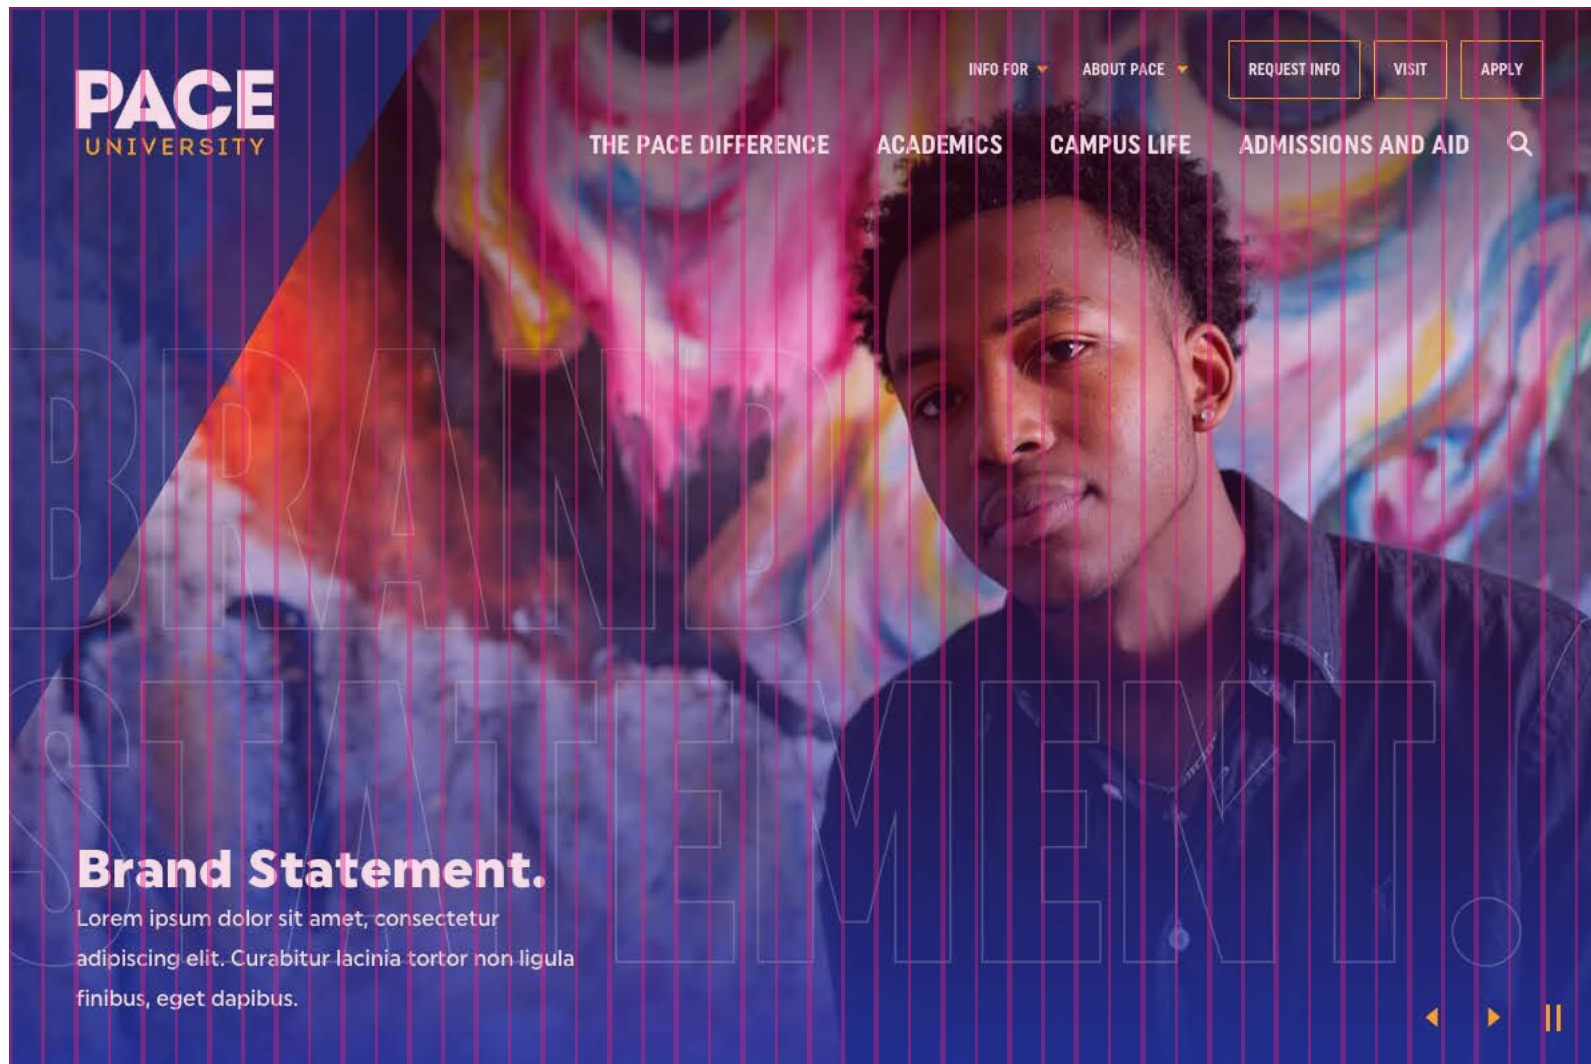 PACE
UNIVERSITY
INFO FOR
ABOUT PACE
REQUEST INFO
VISIT
APPLY
THE PACE DIFFERENCE
ACADEMICS
CAMPUS LIFE
ADMISSIONS AND AID
BRAND
STATEMENT.
Brand Statement.
Lorem ipsum dolor sit amet, consectetur
adipiscing elit. Curabitur lacinia tortor non ligula
finibus, eget dapibus.